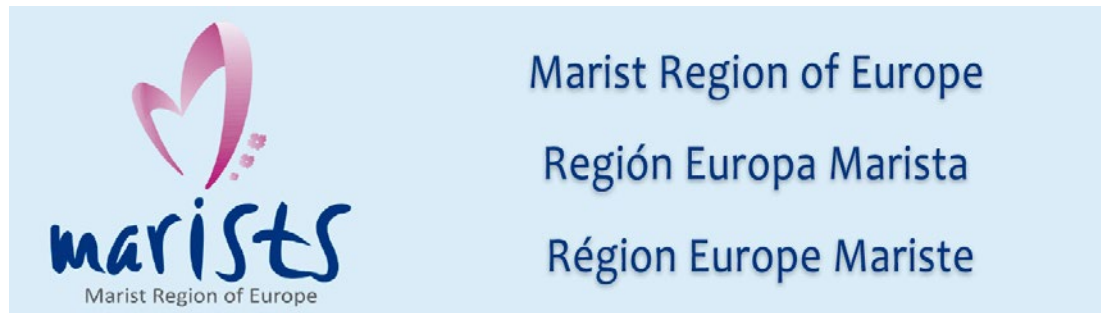 marists
Marist Region of Europe
Marist Region of Europe
Región Europa Marista
Région Europe Mariste